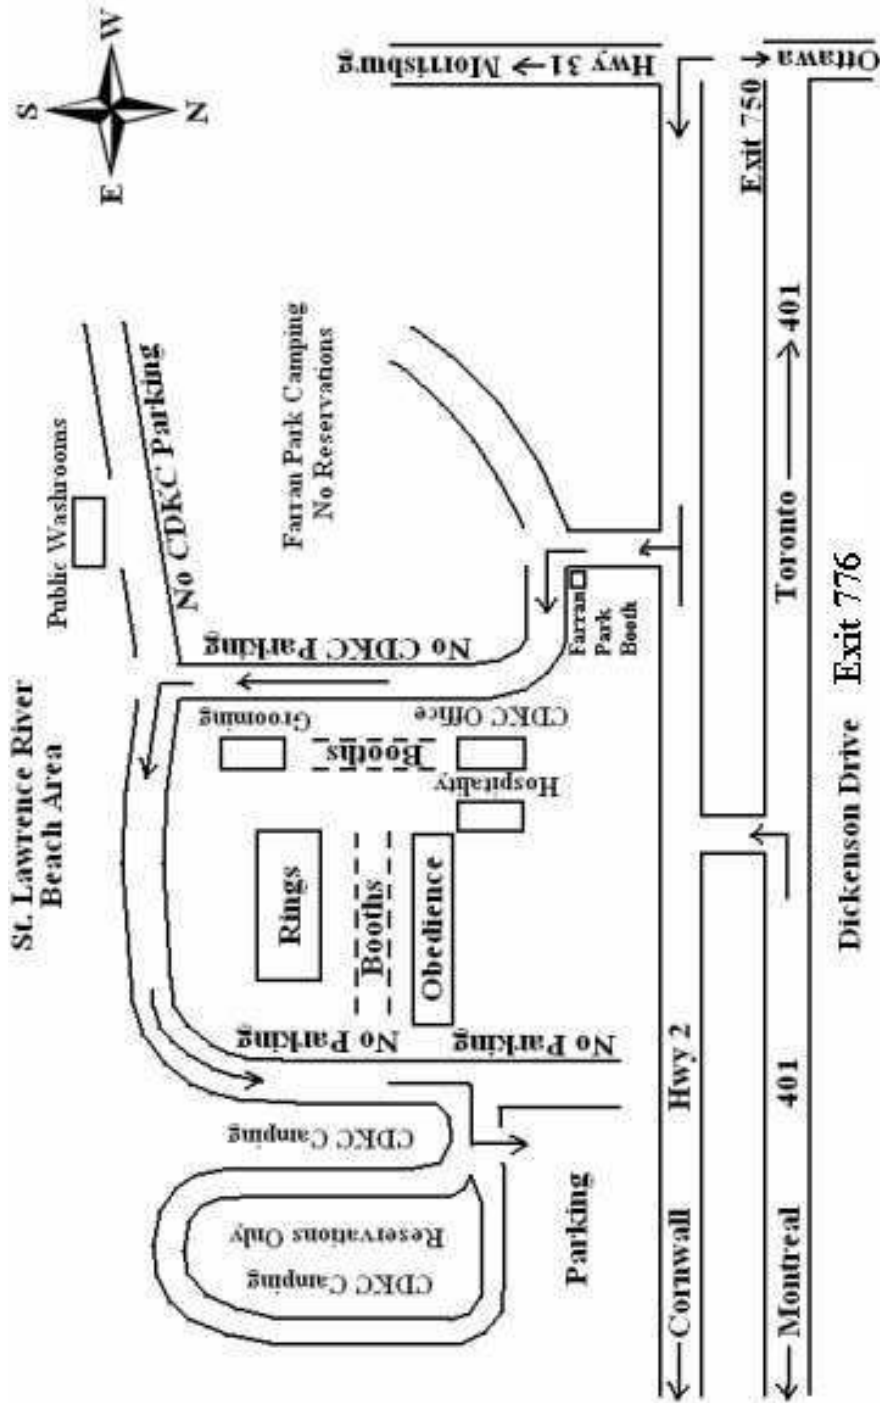 S
W
N
E
St. Lawrence River
Beach Area
Public Washrooms
No CDKC Parking
Farran Park Camping
No Reservations
Hwy 31 → Morrisburg
Ottawa
Exit 750
No CDKC Parking
Grooming
Booths
CDKC Office
Hospitality
Farran
Park
Booth
Rings
Booths
Obedience
No Parking
No Parking
CDKC Camping
CDKC Camping
Reservations Only
Parking
Cornwall
Hwy 2
Montreal
401
Toronto → 401
Dickenson Drive Exit 776